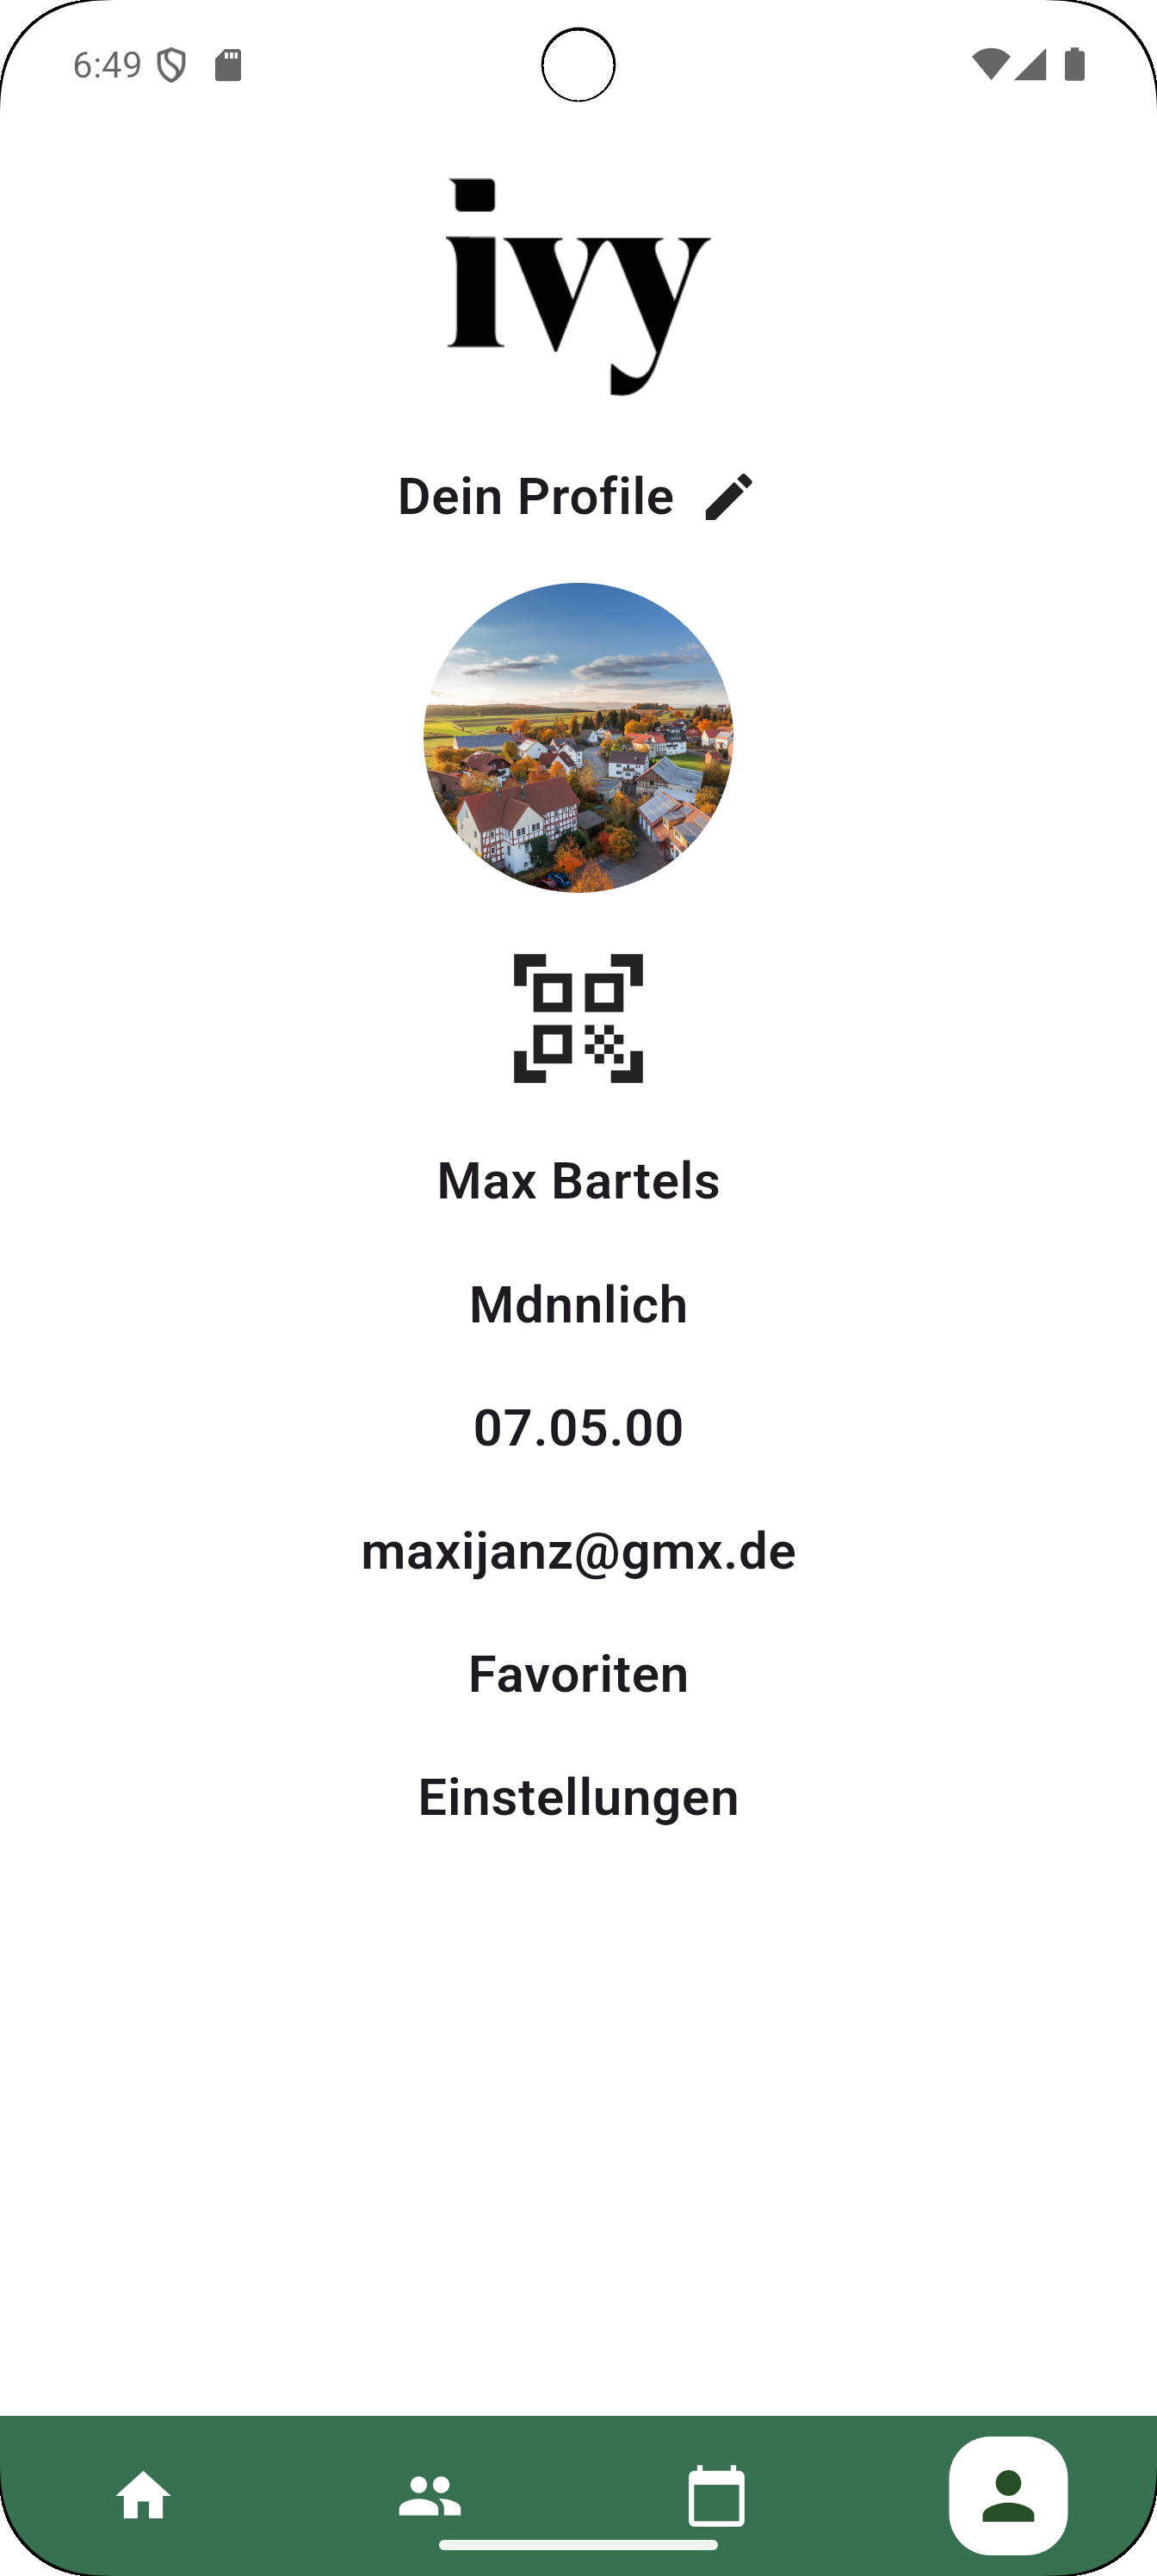 6:49
ivy
Dein Profile
Max Bartels
Mdnnlich
07.05.00
maxijanz@gmx.de
Favoriten
Einstellungen